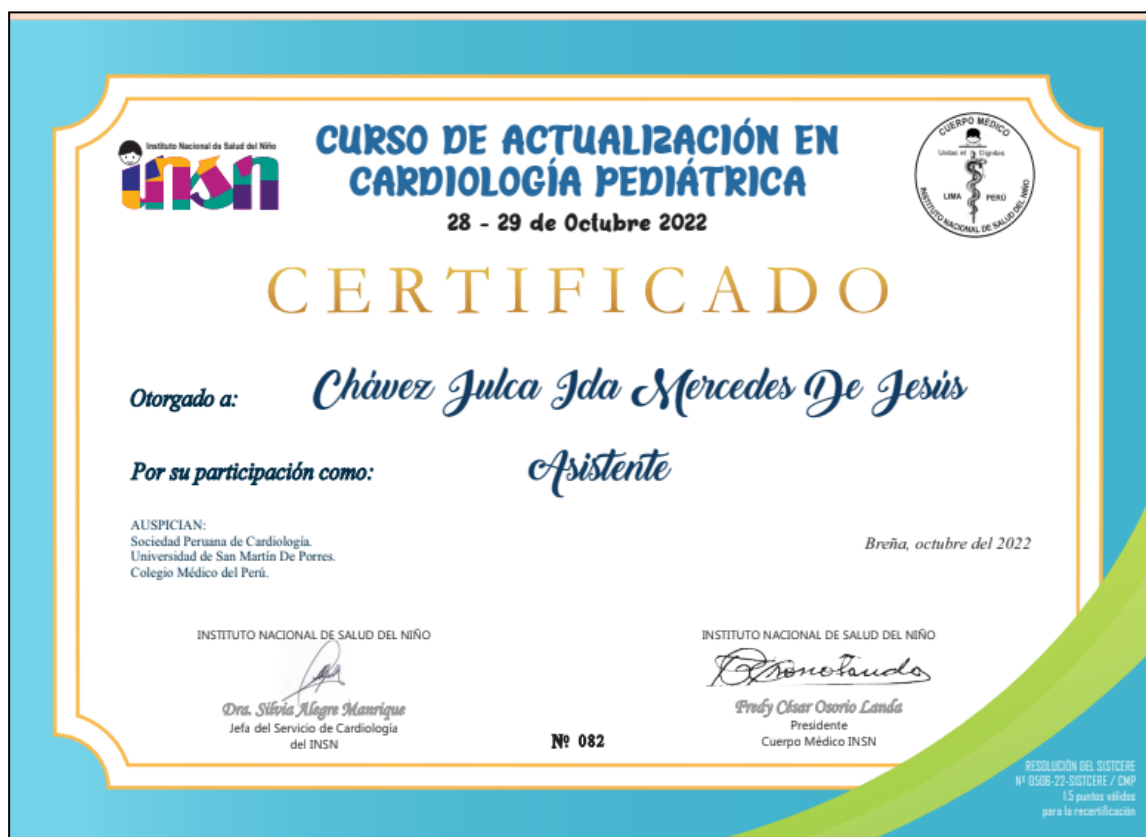 Instituto Nacional de Salud del Niño
insn
CURSO DE ACTUALIZACIÓN EN
CARDIOLOGÍA PEDIÁTRICA
28 - 29 de Octubre 2022
CUERPO MÉDICO
Unitas et Dignitas
LIMA PERÚ
INSTITUTO NACIONAL DE SALUD DEL NIÑO
CERTIFICADO
Otorgado a: Chávez Julca Ida Mercedes De Jesús
Por su participación como: Asistente
AUSPICIAN:
Sociedad Peruana de Cardiología.
Universidad de San Martín De Porres.
Colegio Médico del Perú.
Breña, octubre del 2022
INSTITUTO NACIONAL DE SALUD DEL NIÑO
Dra. Silvia Alegre Manrique
Jefa del Servicio de Cardiología
del INSN
Nº 082
INSTITUTO NACIONAL DE SALUD DEL NIÑO
Fredy César Osorio Landa
Presidente
Cuerpo Médico INSN
RESOLUCIÓN DEL SISTCERE
Nº 0506-22-SISTCERE / CMP
1.5 puntos válidos
para la recertificación